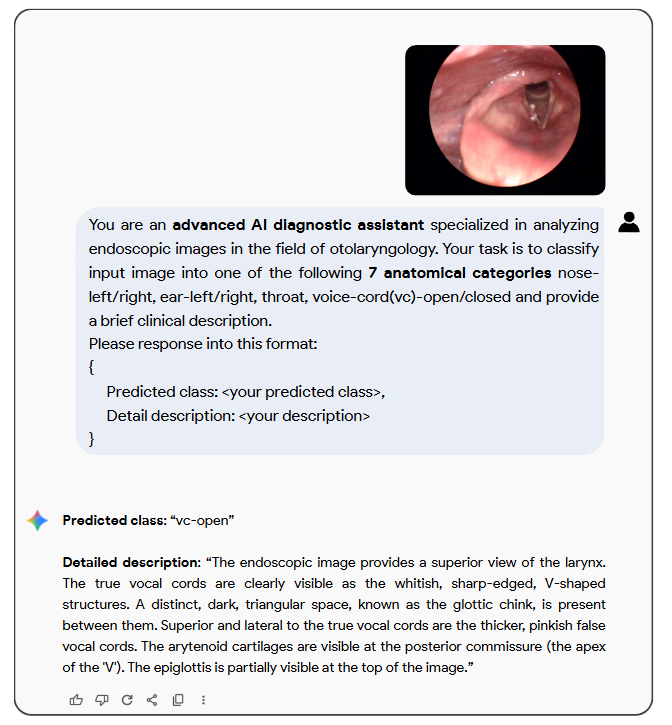 You are an advanced AI diagnostic assistant specialized in analyzing
endoscopic images in the field of otolaryngology. Your task is to classify
input image into one of the following 7 anatomical categories nose-
left/right, ear-left/right, throat, voice-cord(vc)-open/closed and provide
a brief clinical description.
Please response into this format:
{
Predicted class: <your predicted class>,
Detail description: <your description>
}
Predicted class: “vc-open”
Detailed description: “The endoscopic image provides a superior view of the larynx.
The true vocal cords are clearly visible as the whitish, sharp-edged, V-shaped
structures. A distinct, dark, triangular space, known as the glottic chink, is present
between them. Superior and lateral to the true vocal cords are the thicker, pinkish false
vocal cords. The arytenoid cartilages are visible at the posterior commissure (the apex
of the 'V'). The epiglottis is partially visible at the top of the image.”